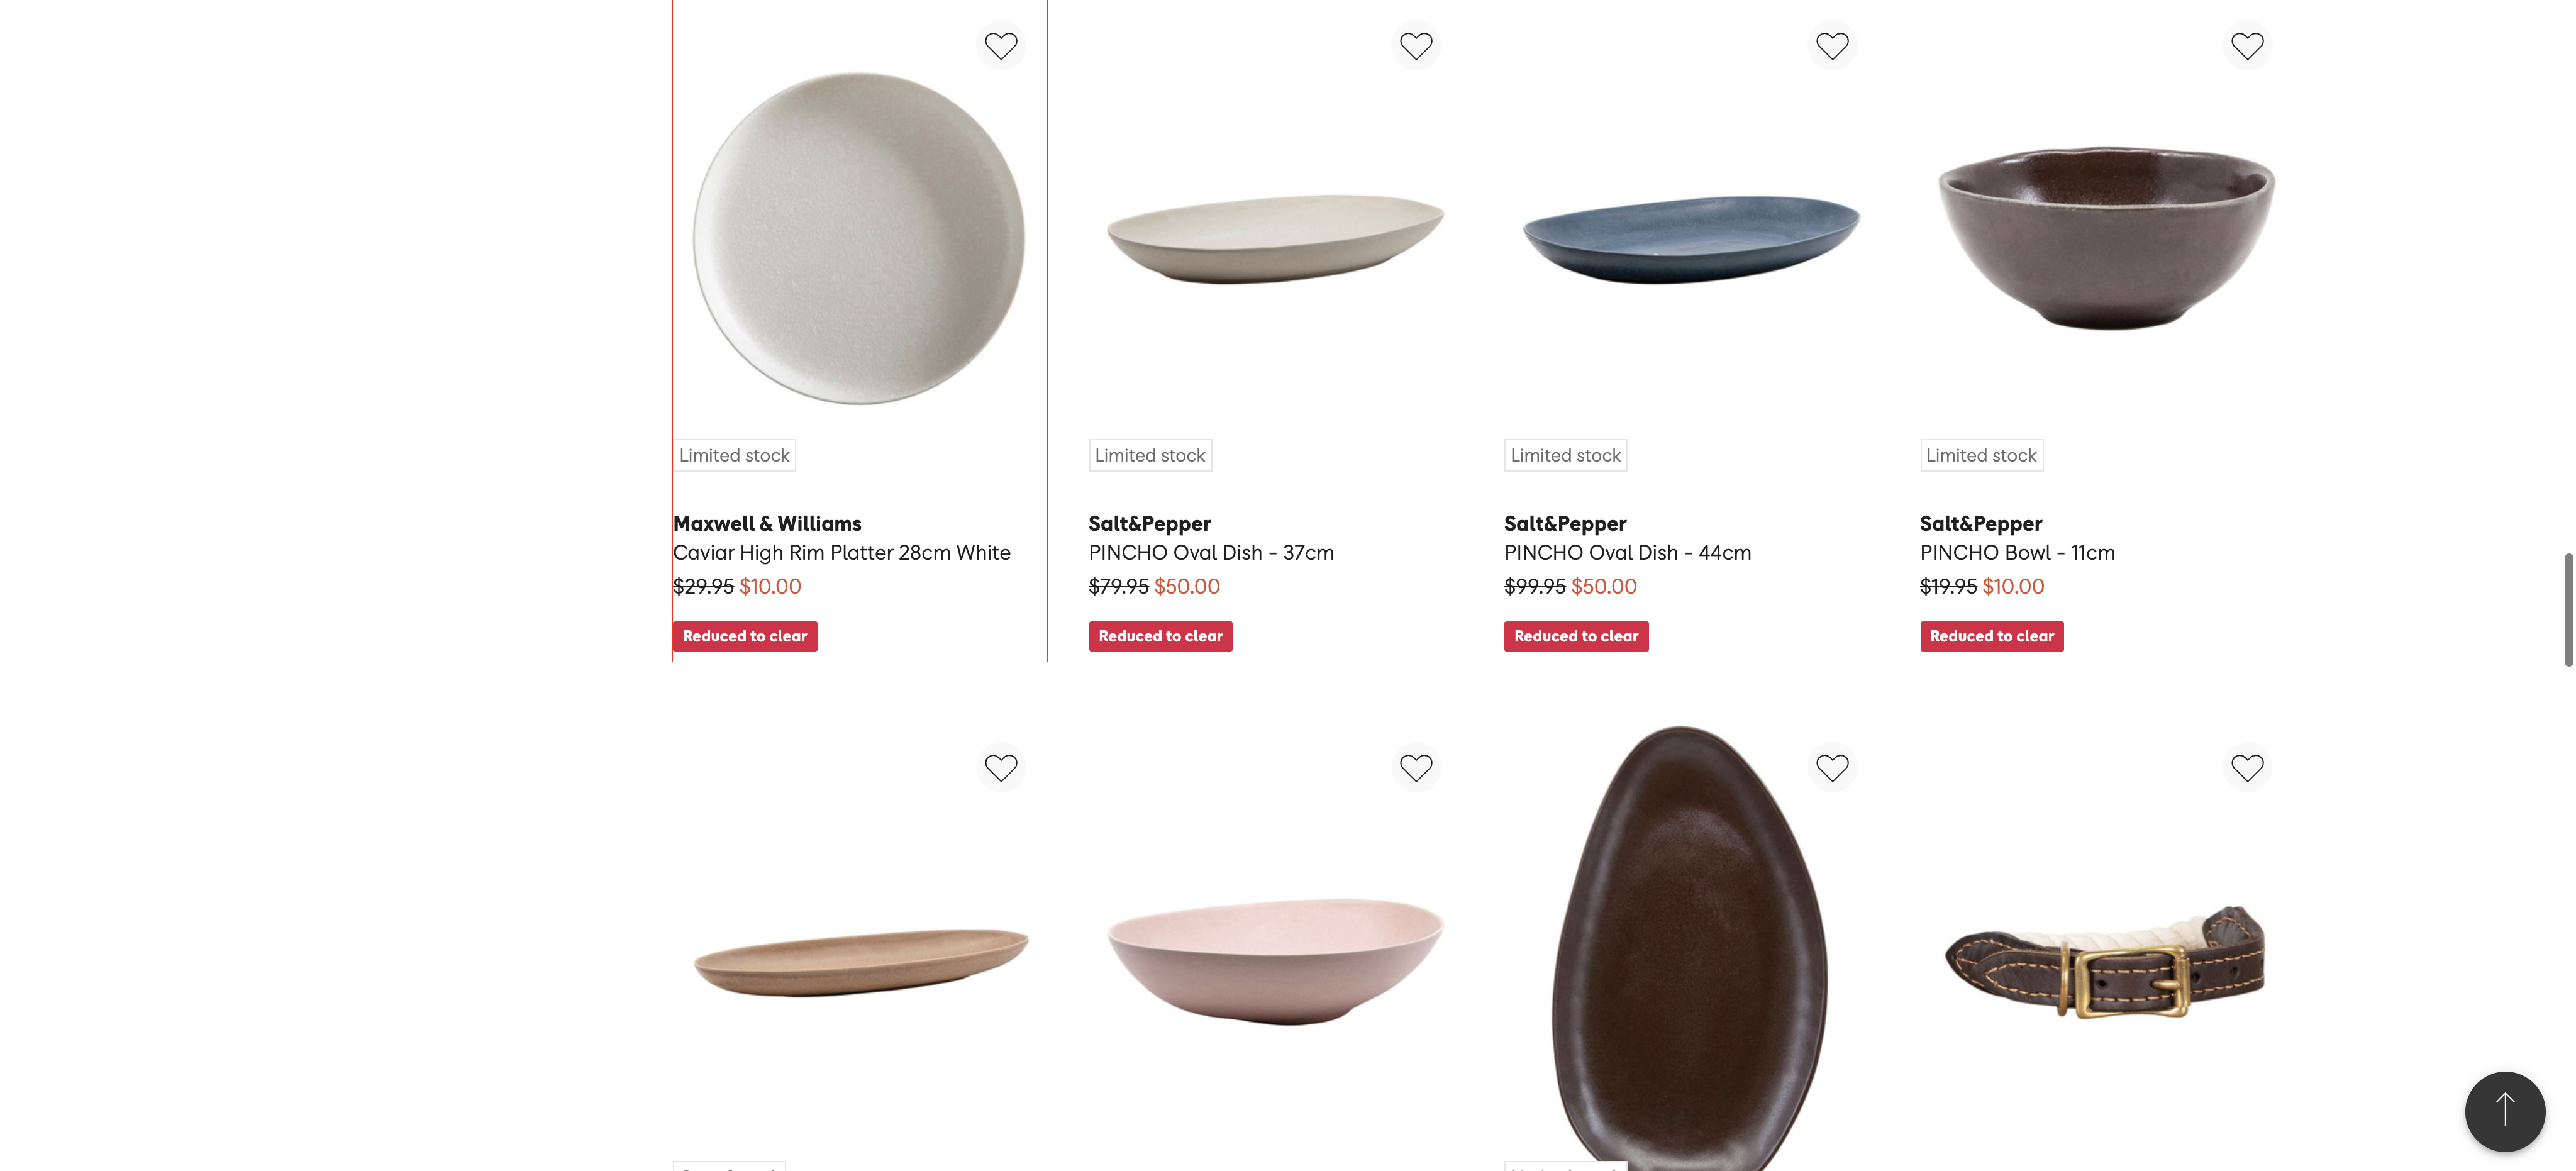 Limited stock
Limited stock
Limited stock
Limited stock
Maxwell & Williams
Caviar High Rim Platter 28cm White
$29.95 $10.00
Reduced to clear
Salt&Pepper
PINCHO Oval Dish - 37cm
$79.95 $50.00
Reduced to clear
Salt&Pepper
PINCHO Oval Dish - 44cm
$99.95 $50.00
Reduced to clear
Salt&Pepper
PINCHO Bowl - 11cm
$19.95 $10.00
Reduced to clear